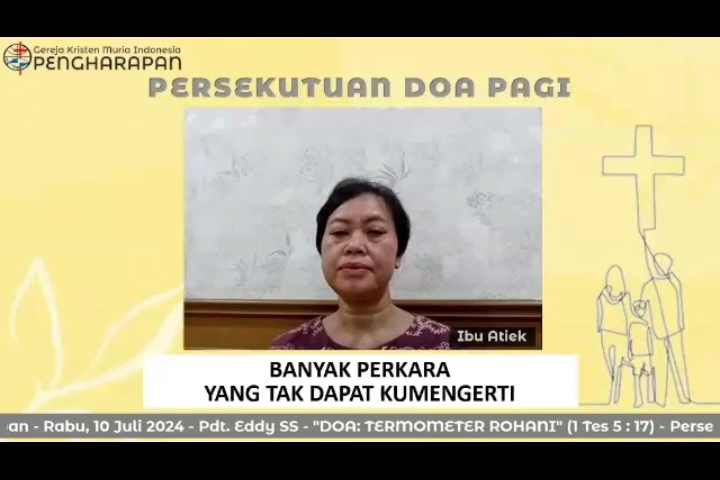 Gereja Kristen Muria Indonesia
PENGHARAPAN
PERSEKUTUAN DOA PAGI
Ibu Atiek
BANYAK PERKARA
YANG TAK DAPAT KUMENGERTI
an - Rabu, 10 Juli 2024 - Pdt. Eddy SS - "DOA: TERMOMETER ROHANI" (1 Tes 5 : 17) - Perse